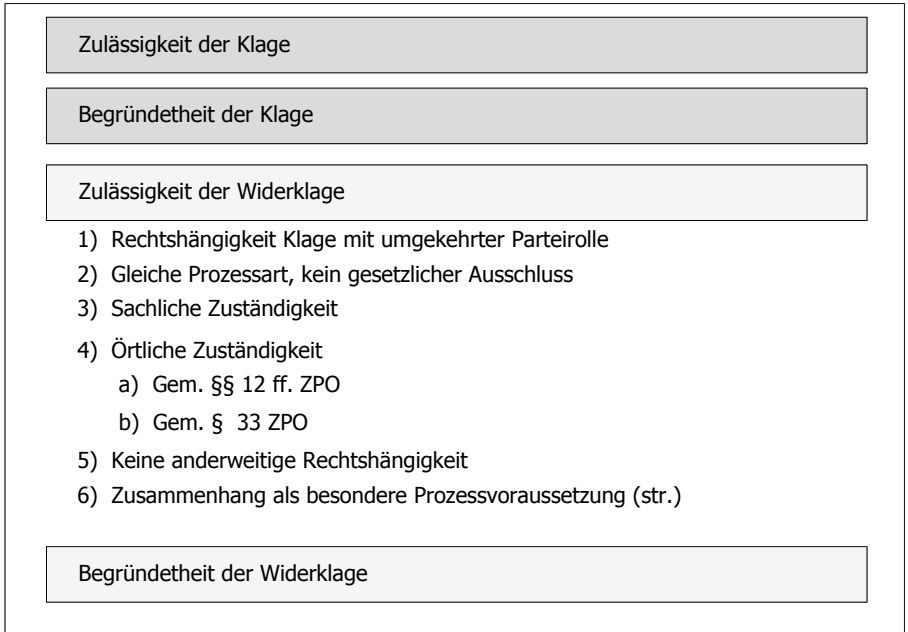 Zulässigkeit der Klage
Begründetheit der Klage
Zulässigkeit der Widerklage
1) Rechtshängigkeit Klage mit umgekehrter Parteirolle
2) Gleiche Prozessart, kein gesetzlicher Ausschluss
3) Sachliche Zuständigkeit
4) Örtliche Zuständigkeit
a) Gem. §§ 12 ff. ZPO
b) Gem. § 33 ZPO
5) Keine anderweitige Rechtshängigkeit
6) Zusammenhang als besondere Prozessvoraussetzung (str.)
Begründetheit der Widerklage